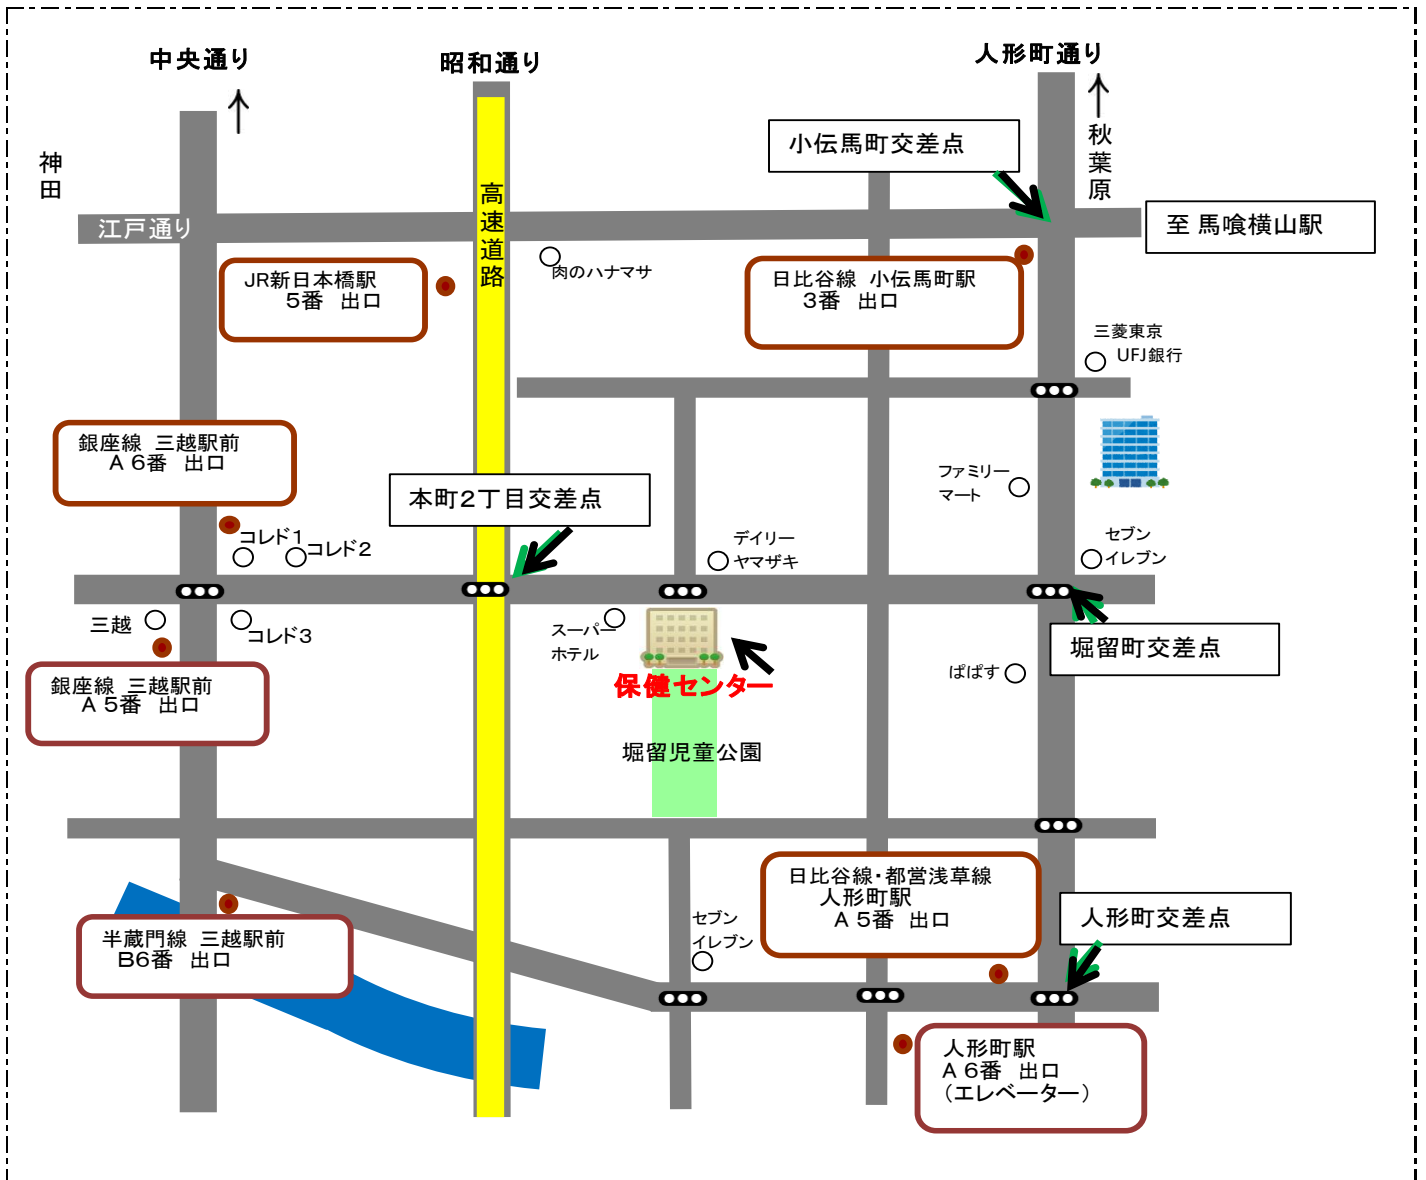 中央通り
昭和通り
人形町通り
神田
秋葉原
小伝馬町交差点
江戸通り
高速道路
至 馬喰横山駅
JR新日本橋駅
5番 出口
肉のハナマサ
日比谷線 小伝馬町駅
3番 出口
三菱東京
UFJ銀行
銀座線 三越駅前
A 6番 出口
本町2丁目交差点
ファミリー
マート
コレド1
コレド2
デイリー
ヤマザキ
セブン
イレブン
三越
コレド3
スーパー
ホテル
保健センター
堀留町交差点
ぱぱす
銀座線 三越駅前
A 5番 出口
堀留児童公園
日比谷線・都営浅草線
人形町駅
A 5番 出口
人形町交差点
半蔵門線 三越駅前
B6番 出口
セブン
イレブン
人形町駅
A 6番 出口
（エレベーター）